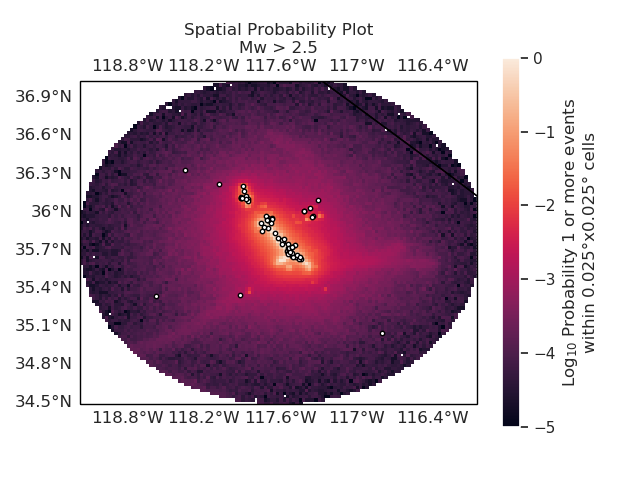 Spatial Probability Plot
Mw > 2.5
118.8°W 118.2°W 117.6°W 117°W 116.4°W
36.9°N
36.6°N
36.3°N
36°N
35.7°N
35.4°N
35.1°N
34.8°N
34.5°N
118.8°W 118.2°W 117.6°W 117°W 116.4°W
0
−1
−2
−3
−4
−5
Log₁₀ Probability 1 or more events
within 0.025°x0.025° cells